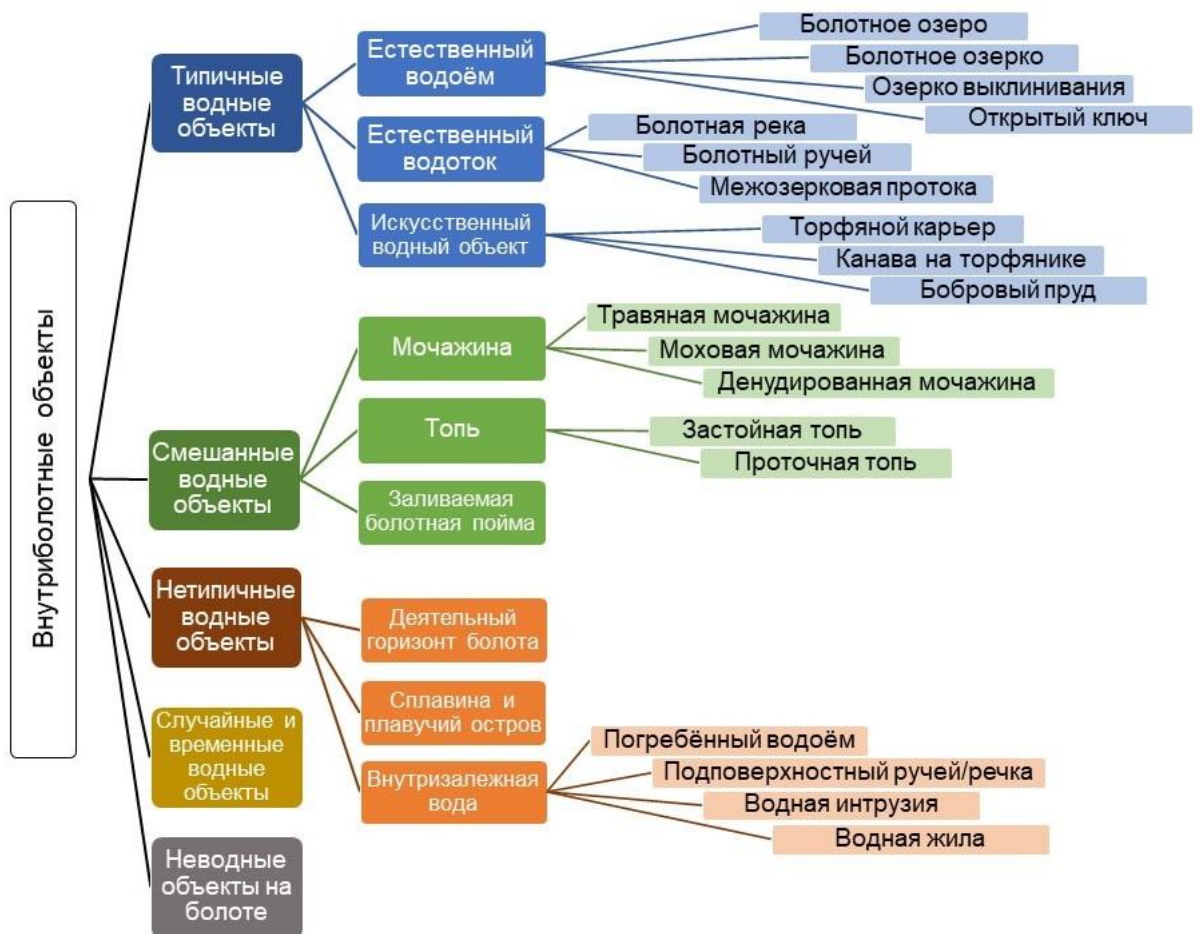 Внутриболотные объекты
Типичные
водные
объекты
Естественный
водоём
Болотное озеро
Болотное озерко
Озерко выклинивания
Открытый ключ
Естественный
водоток
Болотная река
Болотный ручей
Межозерковая протока
Искусственный
водный объект
Торфяной карьер
Канава на торфянике
Бобровый пруд
Смешанные
водные
объекты
Мочажина
Травяная мочажина
Моховая мочажина
Денудированная мочажина
Топь
Застойная топь
Проточная топь
Заливаемая
болотная пойма
Нетипичные
водные
объекты
Деятельный
горизонт болота
Сплавина и
плавучий остров
Внутризалежная
вода
Погребённый водоём
Подповерхностный ручей/речка
Водная интрузия
Водная жила
Случайные и
временные
водные
объекты
Неводные
объекты на
болоте